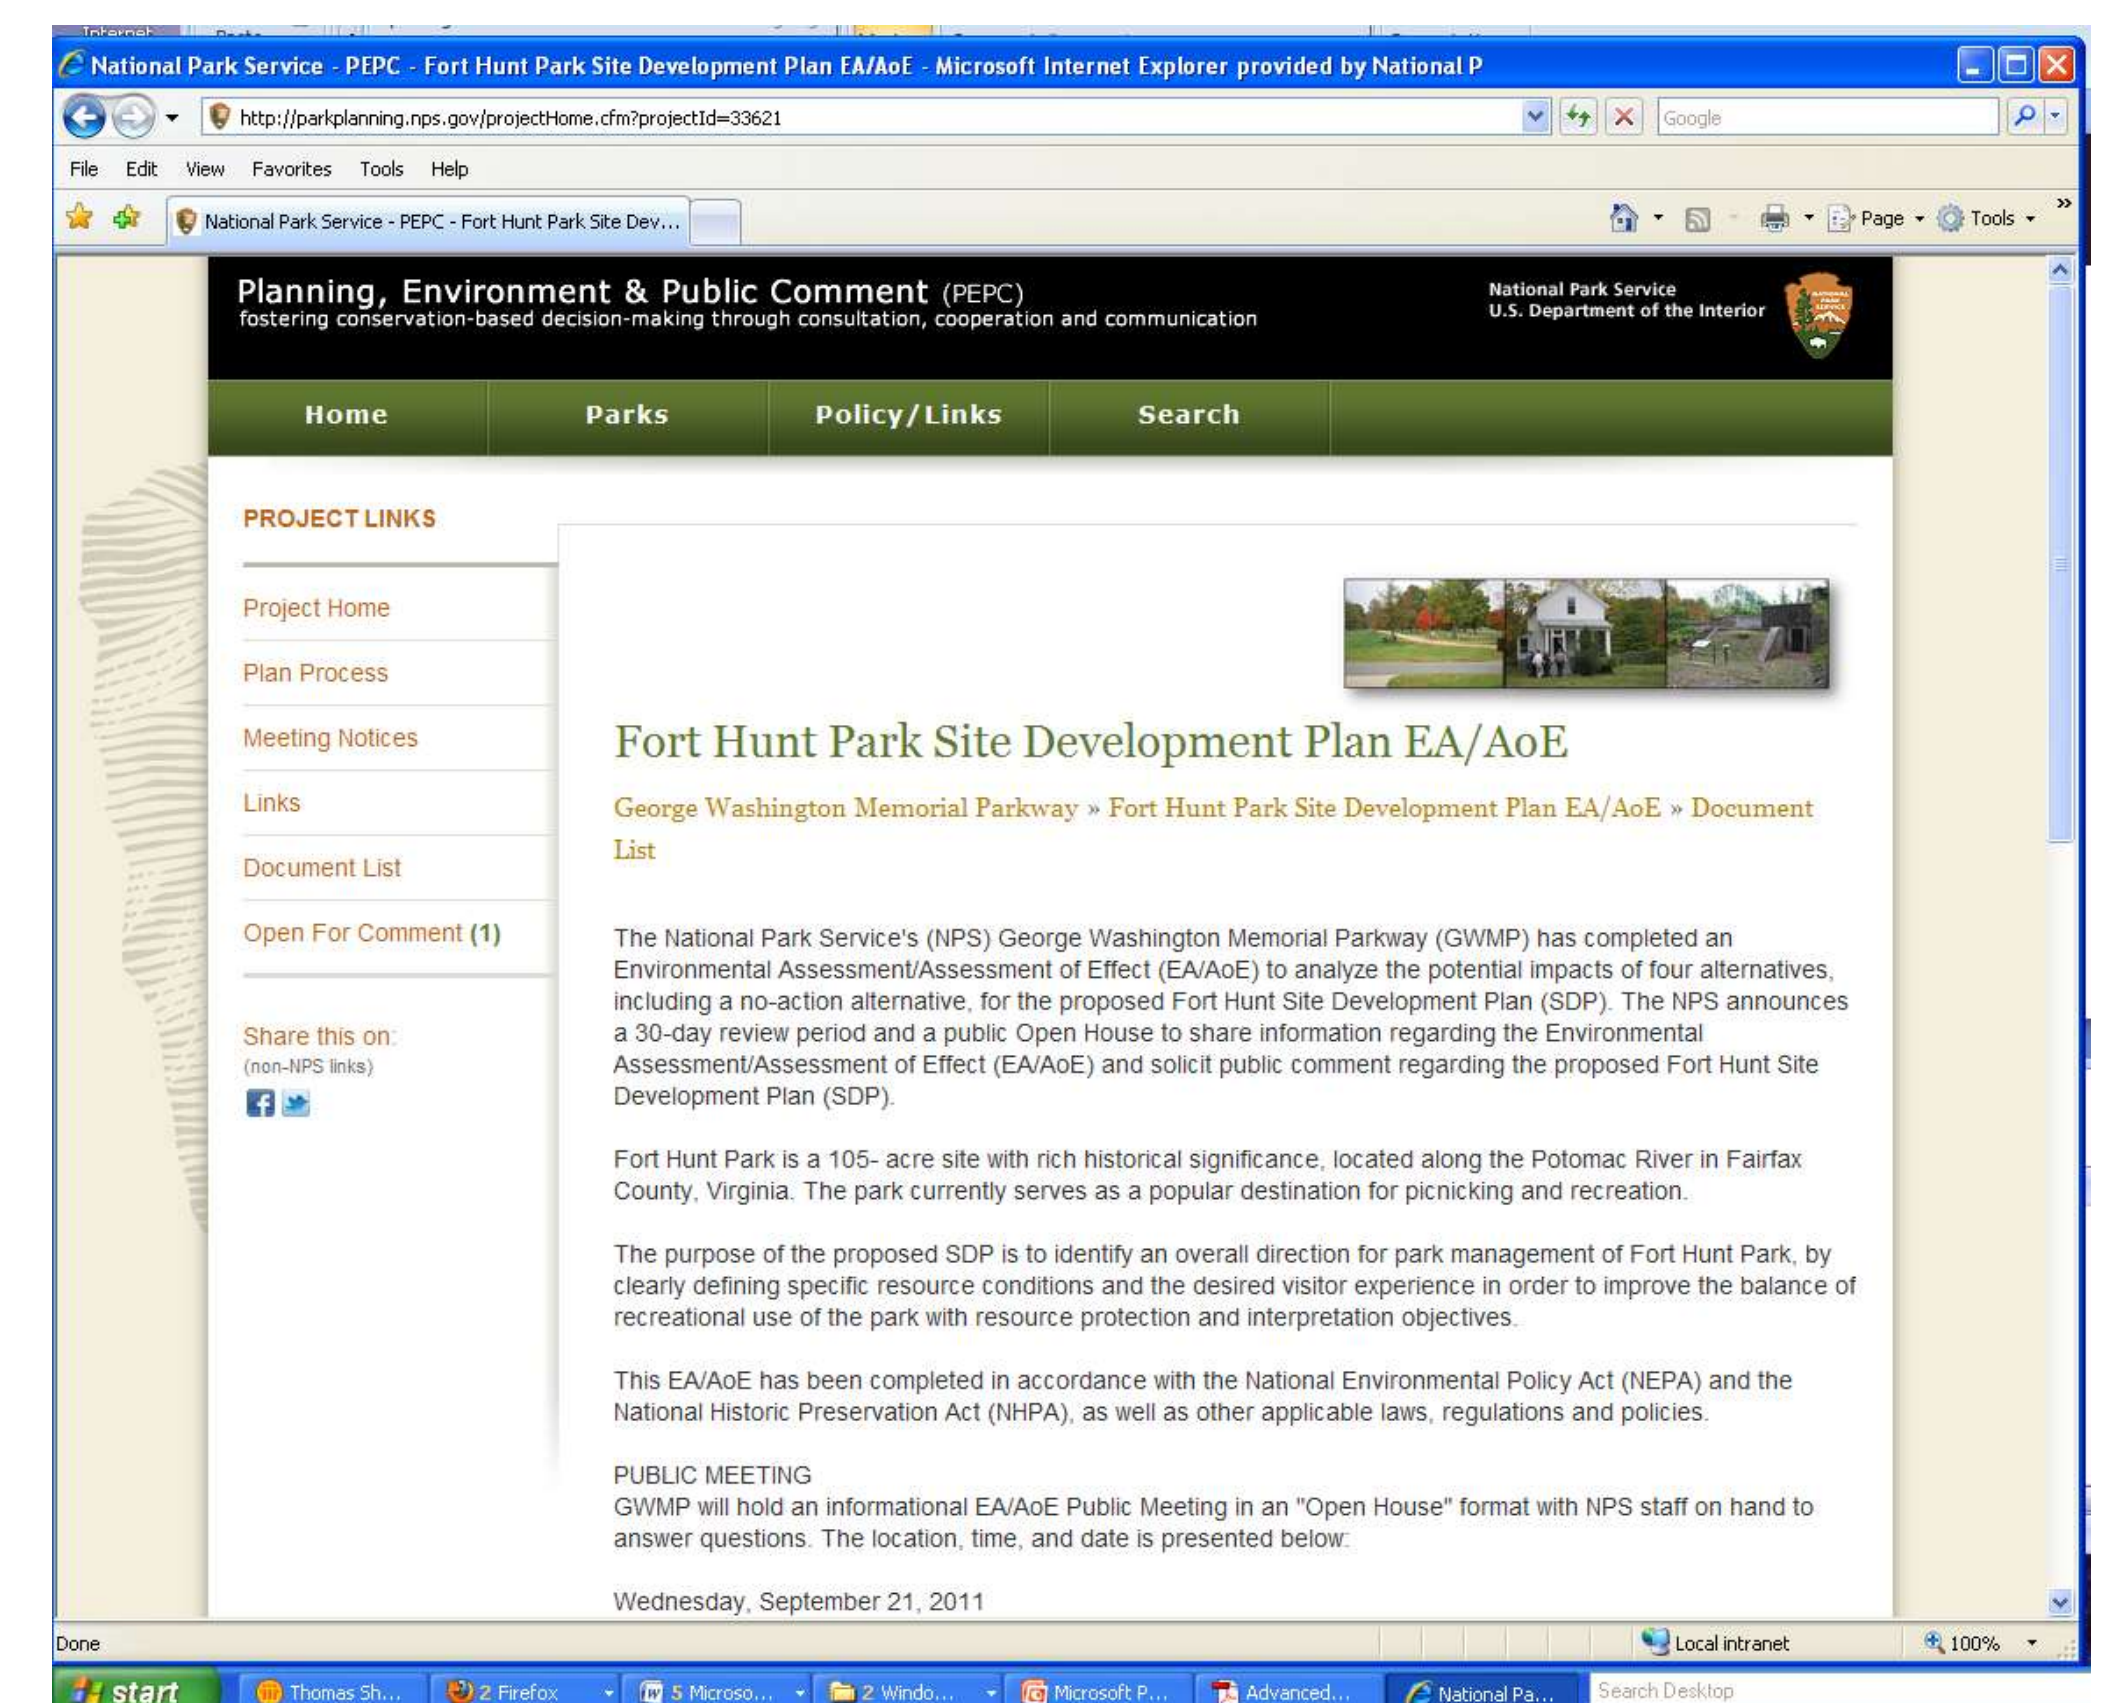 Internet
National Park Service - PEPC - Fort Hunt Park Site Development Plan EA/AoE - Microsoft Internet Explorer provided by National P
http://parkplanning.nps.gov/projectHome.cfm?projectId=33621
Google
File Edit View Favorites Tools Help
National Park Service - PEPC - Fort Hunt Park Site Dev...
Page Tools
Planning, Environment & Public Comment (PEPC)
fostering conservation-based decision-making through consultation, cooperation and communication
National Park Service
U.S. Department of the Interior
Home Parks Policy/Links Search
PROJECT LINKS
Project Home
Plan Process
Meeting Notices
Links
Document List
Open For Comment (1)
Share this on:
(non-NPS links)
Fort Hunt Park Site Development Plan EA/AoE
George Washington Memorial Parkway » Fort Hunt Park Site Development Plan EA/AoE » Document
List
The National Park Service's (NPS) George Washington Memorial Parkway (GWMP) has completed an
Environmental Assessment/Assessment of Effect (EA/AoE) to analyze the potential impacts of four alternatives,
including a no-action alternative, for the proposed Fort Hunt Site Development Plan (SDP). The NPS announces
a 30-day review period and a public Open House to share information regarding the Environmental
Assessment/Assessment of Effect (EA/AoE) and solicit public comment regarding the proposed Fort Hunt Site
Development Plan (SDP).
Fort Hunt Park is a 105- acre site with rich historical significance, located along the Potomac River in Fairfax
County, Virginia. The park currently serves as a popular destination for picnicking and recreation.
The purpose of the proposed SDP is to identify an overall direction for park management of Fort Hunt Park, by
clearly defining specific resource conditions and the desired visitor experience in order to improve the balance of
recreational use of the park with resource protection and interpretation objectives.
This EA/AoE has been completed in accordance with the National Environmental Policy Act (NEPA) and the
National Historic Preservation Act (NHPA), as well as other applicable laws, regulations and policies.
PUBLIC MEETING
GWMP will hold an informational EA/AoE Public Meeting in an "Open House" format with NPS staff on hand to
answer questions. The location, time, and date is presented below:
Wednesday, September 21, 2011
Done Local intranet 100%
start Thomas Sh... 2 Firefox 5 Microso... 2 Windo... Microsoft P... Advanced... National Pa... Search Desktop